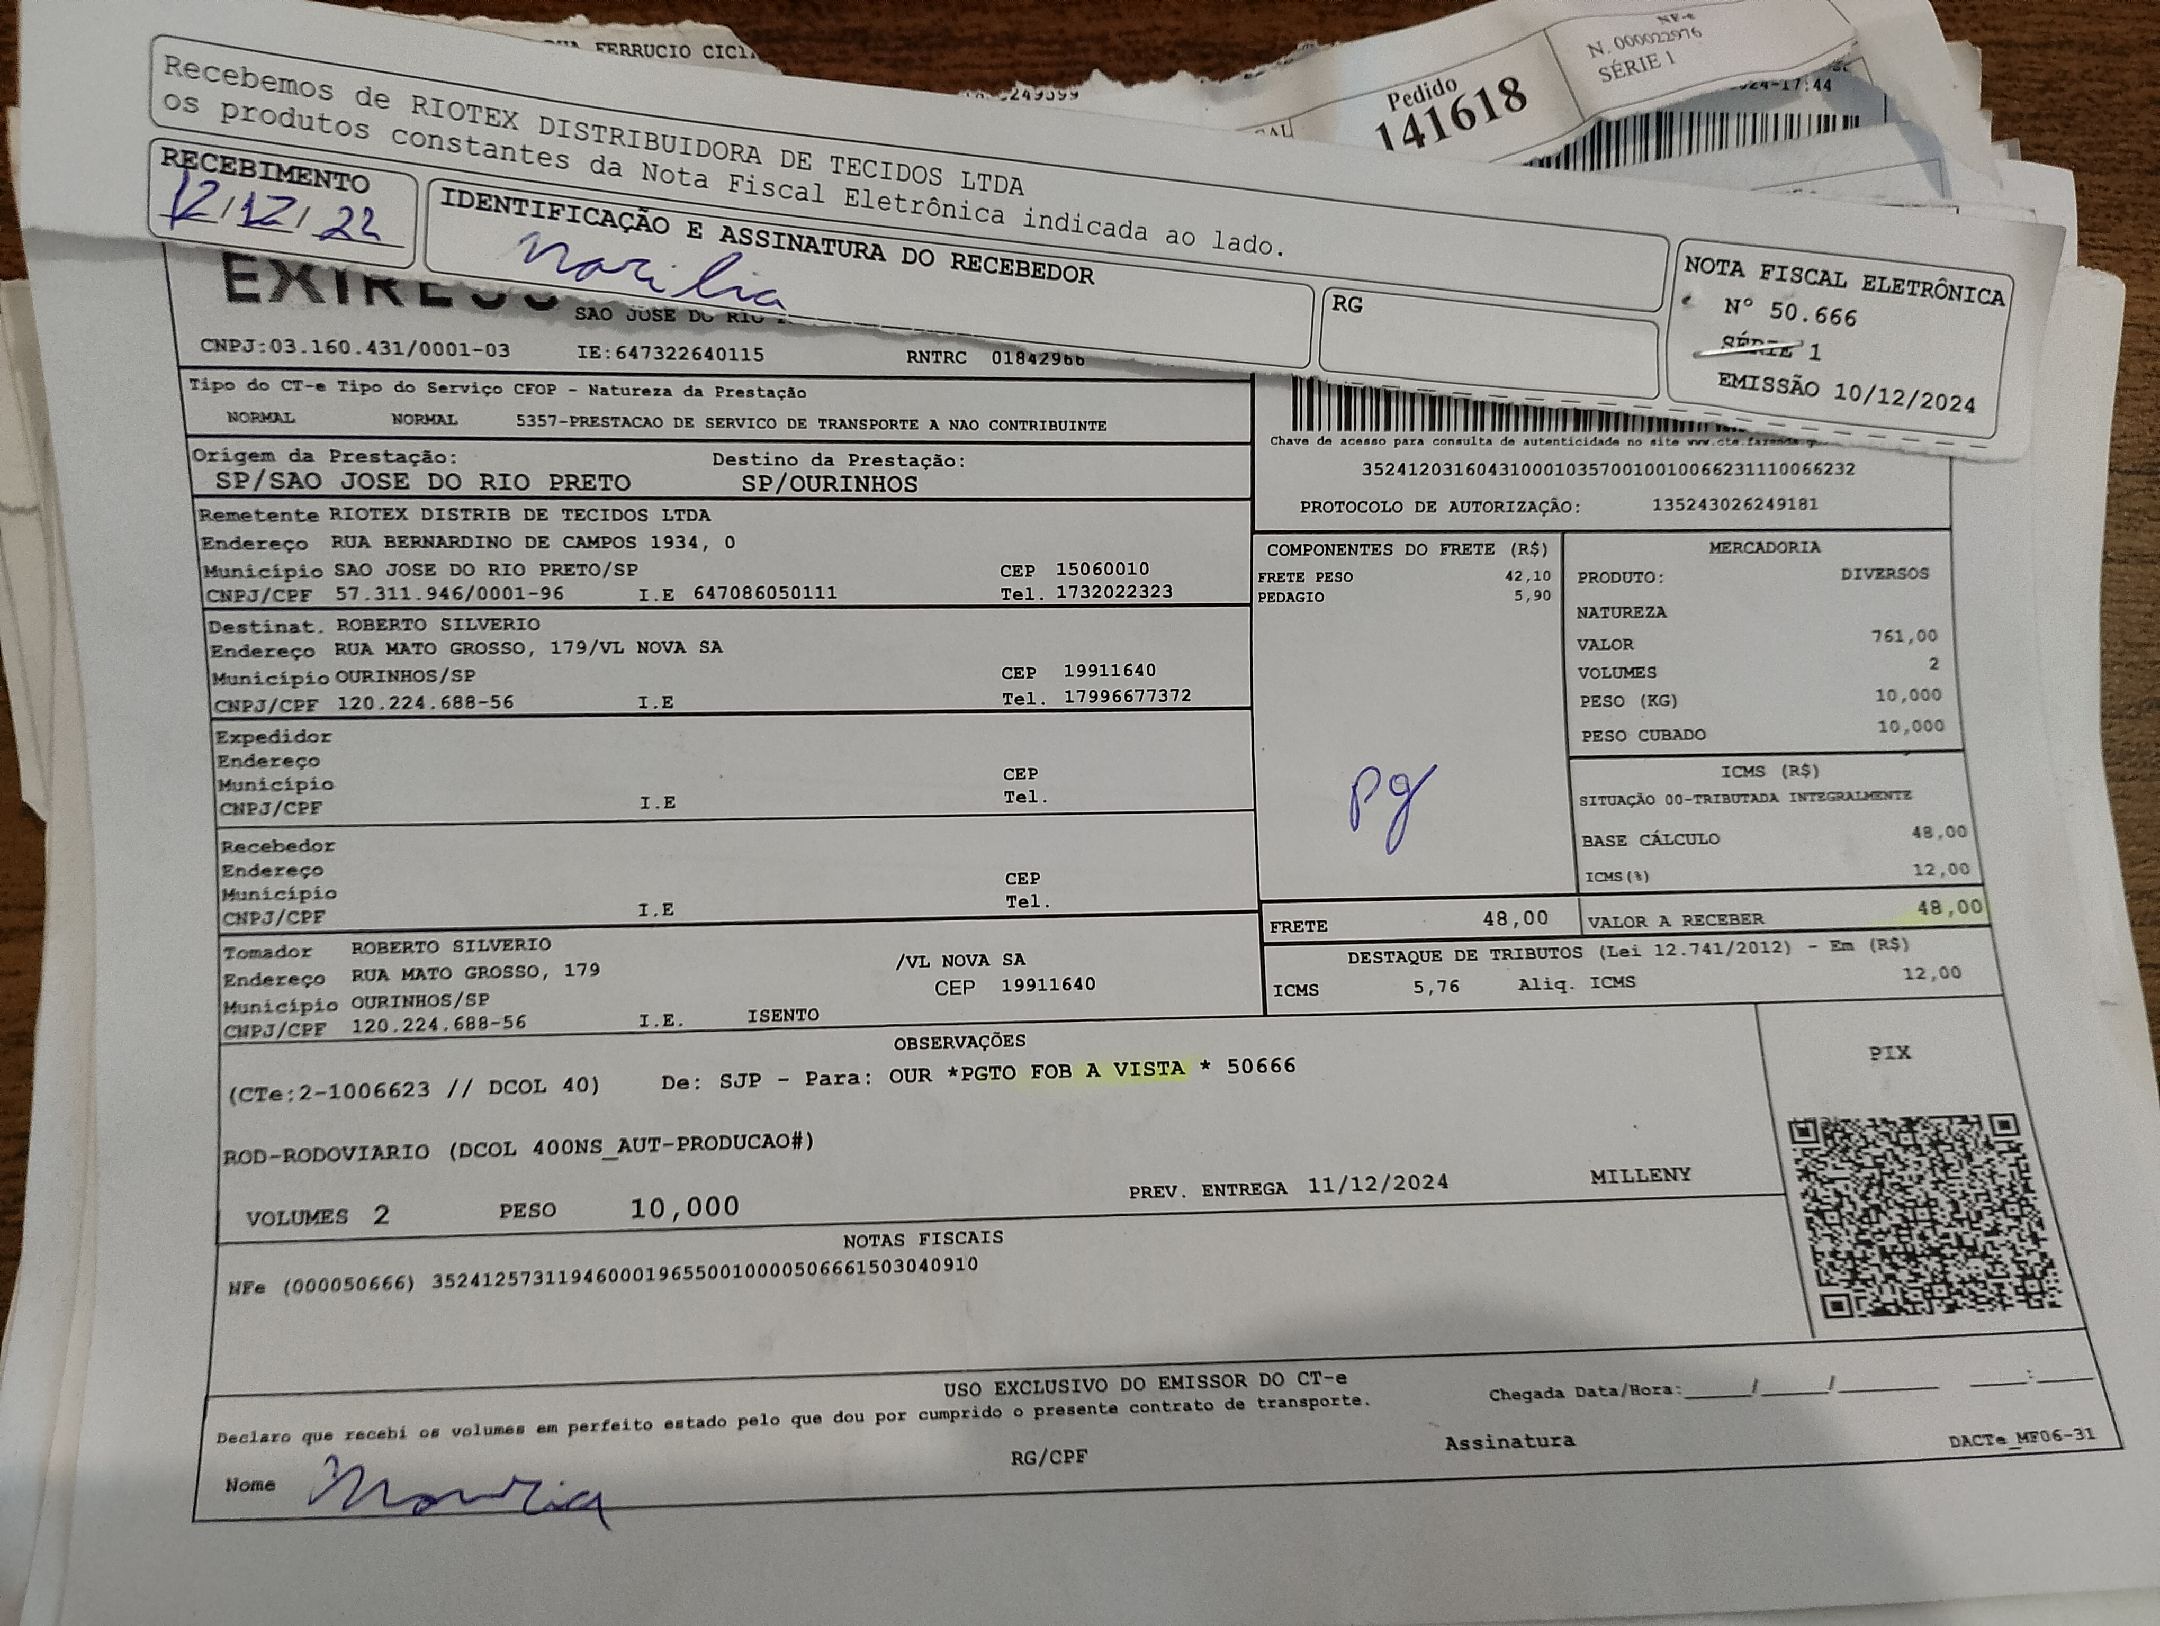 FERRUCIO
Pedido
141618
NF-e
N. 000022976
SÉRIE 1
Recebemos de RIOTEX DISTRIBUIDORA DE TECIDOS LTDA
os produtos constantes da Nota Fiscal Eletrônica indicada ao lado.
RECEBIMENTO
12/12/22
IDENTIFICAÇÃO E ASSINATURA DO RECEBEDOR
Marilia
RG
NOTA FISCAL ELETRÔNICA
Nº 50.666
SÉRIE 1
EMISSÃO 10/12/2024
SAO JOSE DO RIO
CNPJ:03.160.431/0001-03 IE:647322640115 RNTRC 01842966
Tipo do CT-e Tipo do Serviço CFOP - Natureza da Prestação
NORMAL NORMAL 5357-PRESTACAO DE SERVICO DE TRANSPORTE A NAO CONTRIBUINTE
Chave de acesso para consulta de autenticidade no site
35241203160431000103570010010066231110066232
PROTOCOLO DE AUTORIZAÇÃO: 135243026249181
Origem da Prestação: Destino da Prestação:
SP/SAO JOSE DO RIO PRETO SP/OURINHOS
Remetente RIOTEX DISTRIB DE TECIDOS LTDA
Endereço RUA BERNARDINO DE CAMPOS 1934, 0
Município SAO JOSE DO RIO PRETO/SP CEP 15060010
CNPJ/CPF 57.311.946/0001-96 I.E 647086050111 Tel. 1732022323
Destinat. ROBERTO SILVERIO
Endereço RUA MATO GROSSO, 179/VL NOVA SA
Município OURINHOS/SP CEP 19911640
CNPJ/CPF 120.224.688-56 I.E Tel. 17996677372
Expedidor
Endereço
Município CEP
CNPJ/CPF I.E Tel.
Recebedor
Endereço
Município CEP
CNPJ/CPF I.E Tel.
Tomador ROBERTO SILVERIO
Endereço RUA MATO GROSSO, 179 /VL NOVA SA
Município OURINHOS/SP CEP 19911640
CNPJ/CPF 120.224.688-56 I.E. ISENTO
COMPONENTES DO FRETE (R$)
FRETE PESO 42,10
PEDAGIO 5,90
pg
FRETE 48,00
MERCADORIA
PRODUTO: DIVERSOS
NATUREZA
VALOR 761,00
VOLUMES 2
PESO (KG) 10,000
PESO CUBADO 10,000
ICMS (R$)
SITUAÇÃO 00-TRIBUTADA INTEGRALMENTE
BASE CÁLCULO 48,00
ICMS(%) 12,00
VALOR A RECEBER 48,00
DESTAQUE DE TRIBUTOS (Lei 12.741/2012) - Em (R$)
ICMS 5,76 Aliq. ICMS 12,00
OBSERVAÇÕES
(CTe:2-1006623 // DCOL 40) De: SJP - Para: OUR *PGTO FOB A VISTA * 50666
ROD-RODOVIARIO (DCOL 400NS_AUT-PRODUCAO#)
VOLUMES 2 PESO 10,000 PREV. ENTREGA 11/12/2024 MILLENY
PIX
NOTAS FISCAIS
NFe (000050666) 35241257311946000196550010000506661503040910
USO EXCLUSIVO DO EMISSOR DO CT-e
Declaro que recebi os volumes em perfeito estado pelo que dou por cumprido o presente contrato de transporte.
Chegada Data/Hora:____/____/______ ___:___
Nome RG/CPF Assinatura
DACTe_MF06-31